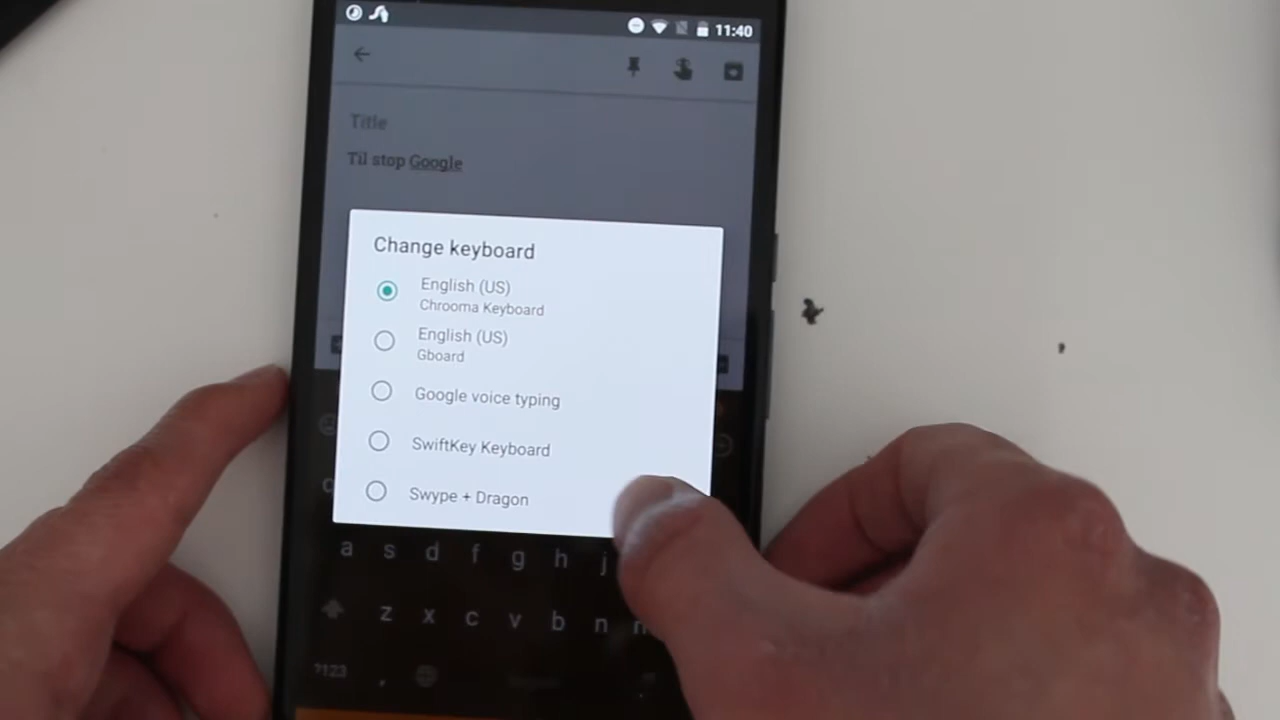 11:40
Title
Til stop Google
Change keyboard
English (US)
Chrooma Keyboard
English (US)
Gboard
Google voice typing
SwiftKey Keyboard
Swype + Dragon
a s d f g h j
z x c v b n m
?123 ,